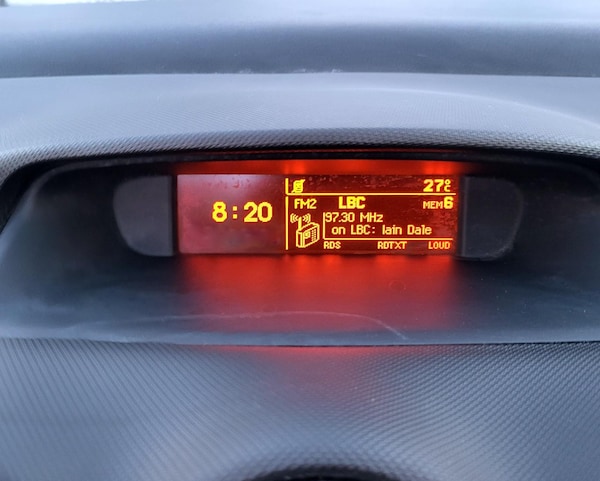 8:20
27°C
FM2 LBC MEM6
97.30 MHz
on LBC: Iain Dale
RDS RDTXT LOUD